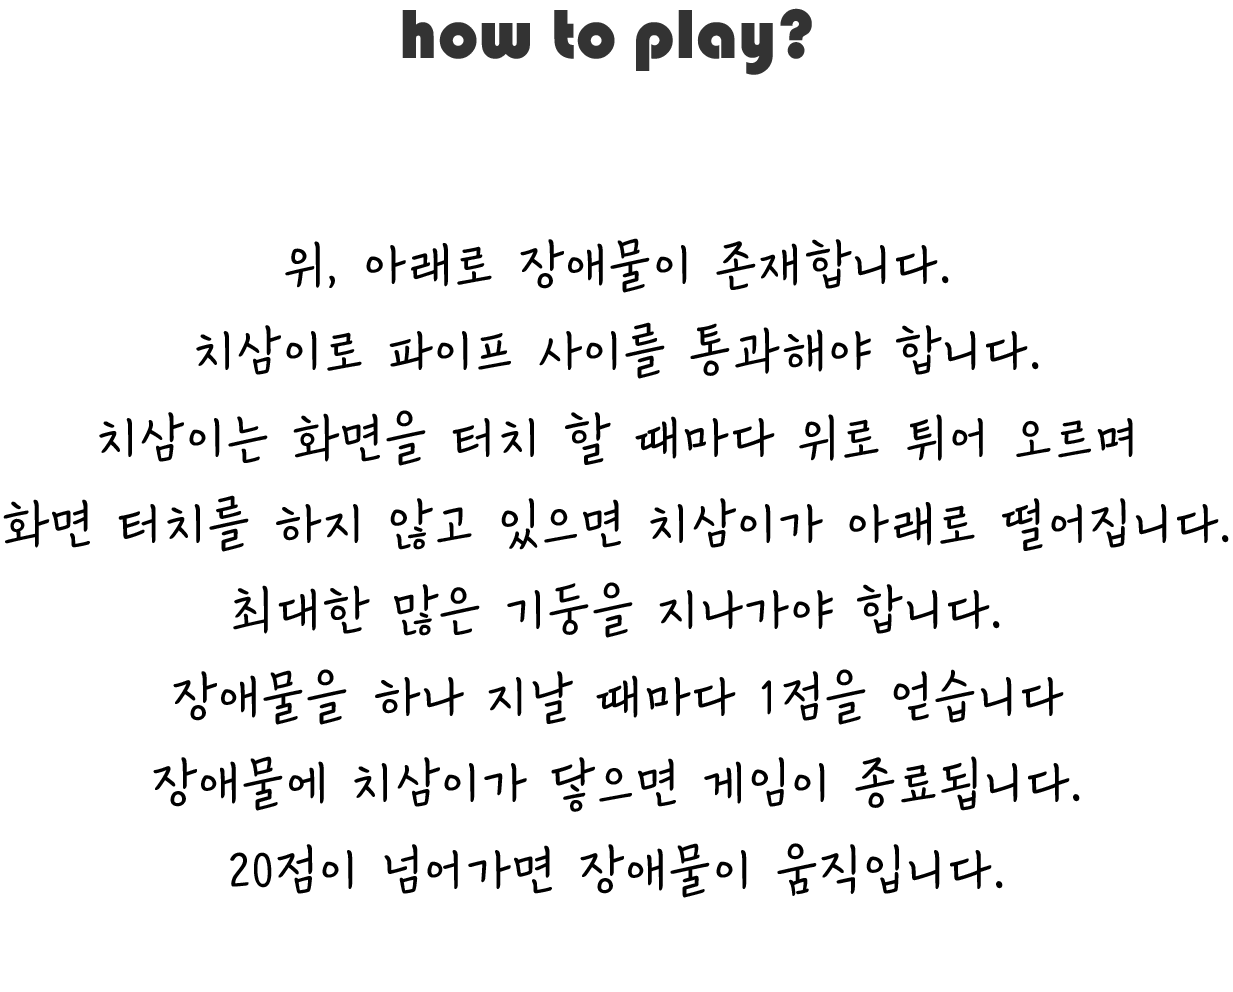 how to play?
위, 아래로 장애물이 존재합니다.
치삼이로 파이프 사이를 통과해야 합니다.
치삼이는 화면을 터치 할 때마다 위로 튀어 오르며
화면 터치를 하지 않고 있으면 치삼이가 아래로 떨어집니다.
최대한 많은 기둥을 지나가야 합니다.
장애물을 하나 지날 때마다 1점을 얻습니다
장애물에 치삼이가 닿으면 게임이 종료됩니다.
20점이 넘어가면 장애물이 움직입니다.